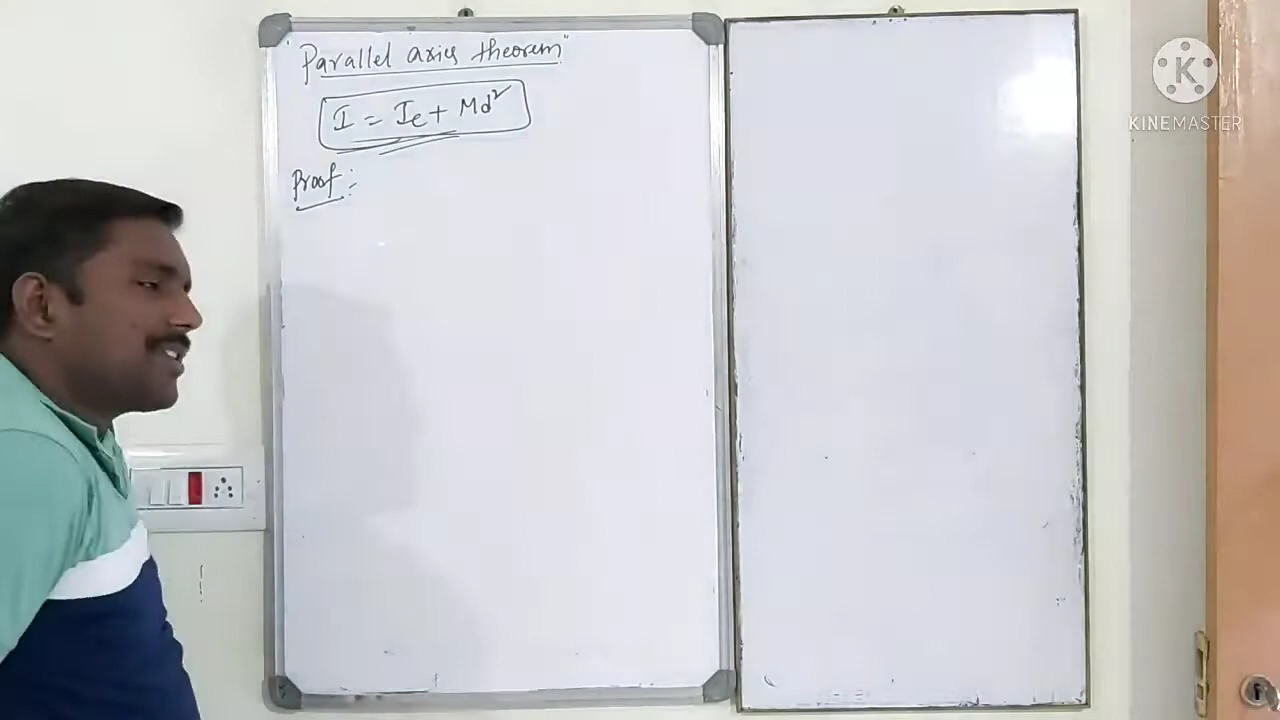 "Parallel axis theorem"
I = Ic + Md²
Proof :-
K
KINEMASTER